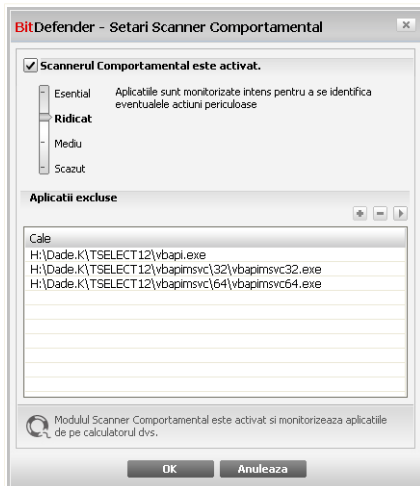 BitDefender - Setari Scanner Comportamental
Scannerul Comportamental este activat.
Esential
Ridicat
Mediu
Scazut
Aplicatiile sunt monitorizate intens pentru a se identifica
eventualele actiuni periculoase
Aplicatii excluse
Cale
H:\Dade.K\TSELECT12\vbapi.exe
H:\Dade.K\TSELECT12\vbapimsvc\32\vbapimsvc32.exe
H:\Dade.K\TSELECT12\vbapimsvc\64\vbapimsvc64.exe
Modulul Scanner Comportamental este activat si monitorizeaza aplicatiile
de pe calculatorul dvs.
OK
Anuleaza